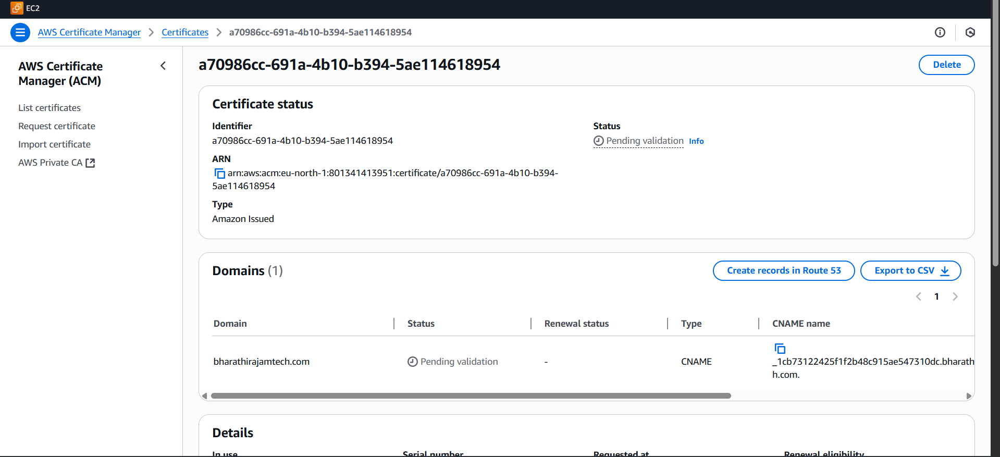 EC2
AWS Certificate Manager
Certificates
a70986cc-691a-4b10-b394-5ae114618954
AWS Certificate
Manager (ACM)
List certificates
Request certificate
Import certificate
AWS Private CA
a70986cc-691a-4b10-b394-5ae114618954
Delete
Certificate status
Identifier
a70986cc-691a-4b10-b394-5ae114618954
Status
Pending validation Info
ARN
arn:aws:acm:eu-north-1:801341413951:certificate/a70986cc-691a-4b10-b394-
5ae114618954
Type
Amazon Issued
Domains (1)
Create records in Route 53
Export to CSV
1
Domain
Status
Renewal status
Type
CNAME name
bharathirajamtech.com
Pending validation
-
CNAME
_1cb73122425f1f2b48c915ae547310dc.bharath
h.com.
Details
In use
Serial number
Requested at
Renewal eligibility